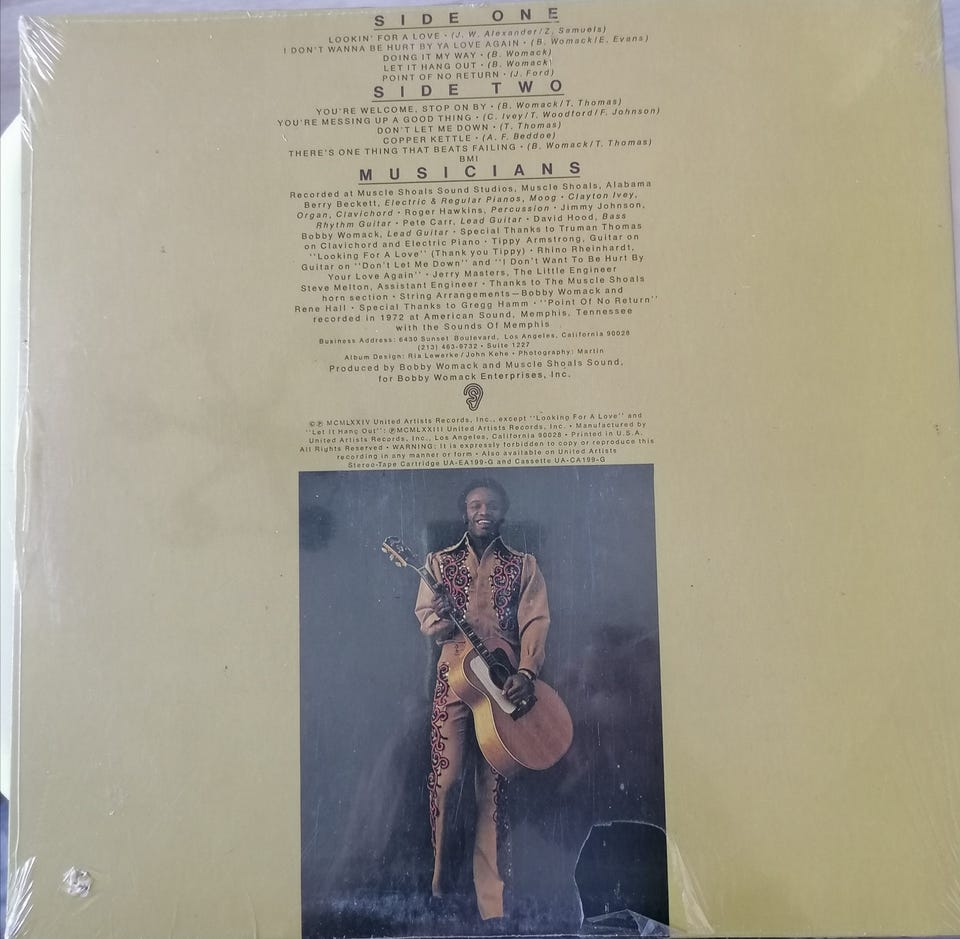 SIDE ONE
LOOKIN' FOR A LOVE • (J. W. Alexander/Z. Samuels)
I DON'T WANNA BE HURT BY YA LOVE AGAIN • (B. Womack/E. Evans)
DOING IT MY WAY • (B. Womack)
LET IT HANG OUT • (B. Womack)
POINT OF NO RETURN • (J. Ford)
SIDE TWO
YOU'RE WELCOME, STOP ON BY • (B. Womack/T. Thomas)
YOU'RE MESSING UP A GOOD THING • (C. Ivey/T. Woodford/F. Johnson)
DON'T LET ME DOWN • (T. Thomas)
COPPER KETTLE • (A. F. Beddoe)
THERE'S ONE THING THAT BEATS FAILING • (B. Womack/T. Thomas)
BMI
MUSICIANS
Recorded at Muscle Shoals Sound Studios, Muscle Shoals, Alabama
Berry Beckett, Electric & Regular Pianos, Moog • Clayton Ivey,
Organ, Clavichord • Roger Hawkins, Percussion • Jimmy Johnson,
Rhythm Guitar • Pete Carr, Lead Guitar • David Hood, Bass
Bobby Womack, Lead Guitar • Special Thanks to Truman Thomas
on Clavichord and Electric Piano • Tippy Armstrong, Guitar on
"Looking For A Love" (Thank you Tippy) • Rhino Rheinhardt,
Guitar on "Don't Let Me Down" and "I Don't Want To Be Hurt By
Your Love Again" • Jerry Masters, The Little Engineer
Steve Melton, Assistant Engineer • Thanks to The Muscle Shoals
horn section • String Arrangements—Bobby Womack and
Rene Hall • Special Thanks to Gregg Hamm • "Point Of No Return"
recorded in 1972 at American Sound, Memphis, Tennessee
with the Sounds Of Memphis
Business Address: 6430 Sunset Boulevard, Los Angeles, California 90028
(213) 463-9732 • Suite 1227
Album Design: Ria Lewerke/John Kehe • Photography: Martin
Produced by Bobby Womack and Muscle Shoals Sound,
for Bobby Womack Enterprises, Inc.
©℗ MCMLXXIV United Artists Records, Inc., except "Looking For A Love" and
"Let It Hang Out": ℗MCMLXXIII United Artists Records, Inc. • Manufactured by
United Artists Records, Inc., Los Angeles, California 90028 • Printed in U.S.A.
All Rights Reserved • WARNING: It is expressly forbidden to copy or reproduce this
recording in any manner or form • Also available on United Artists
Stereo-Tape Cartridge UA-EA199-G and Cassette UA-CA199-G